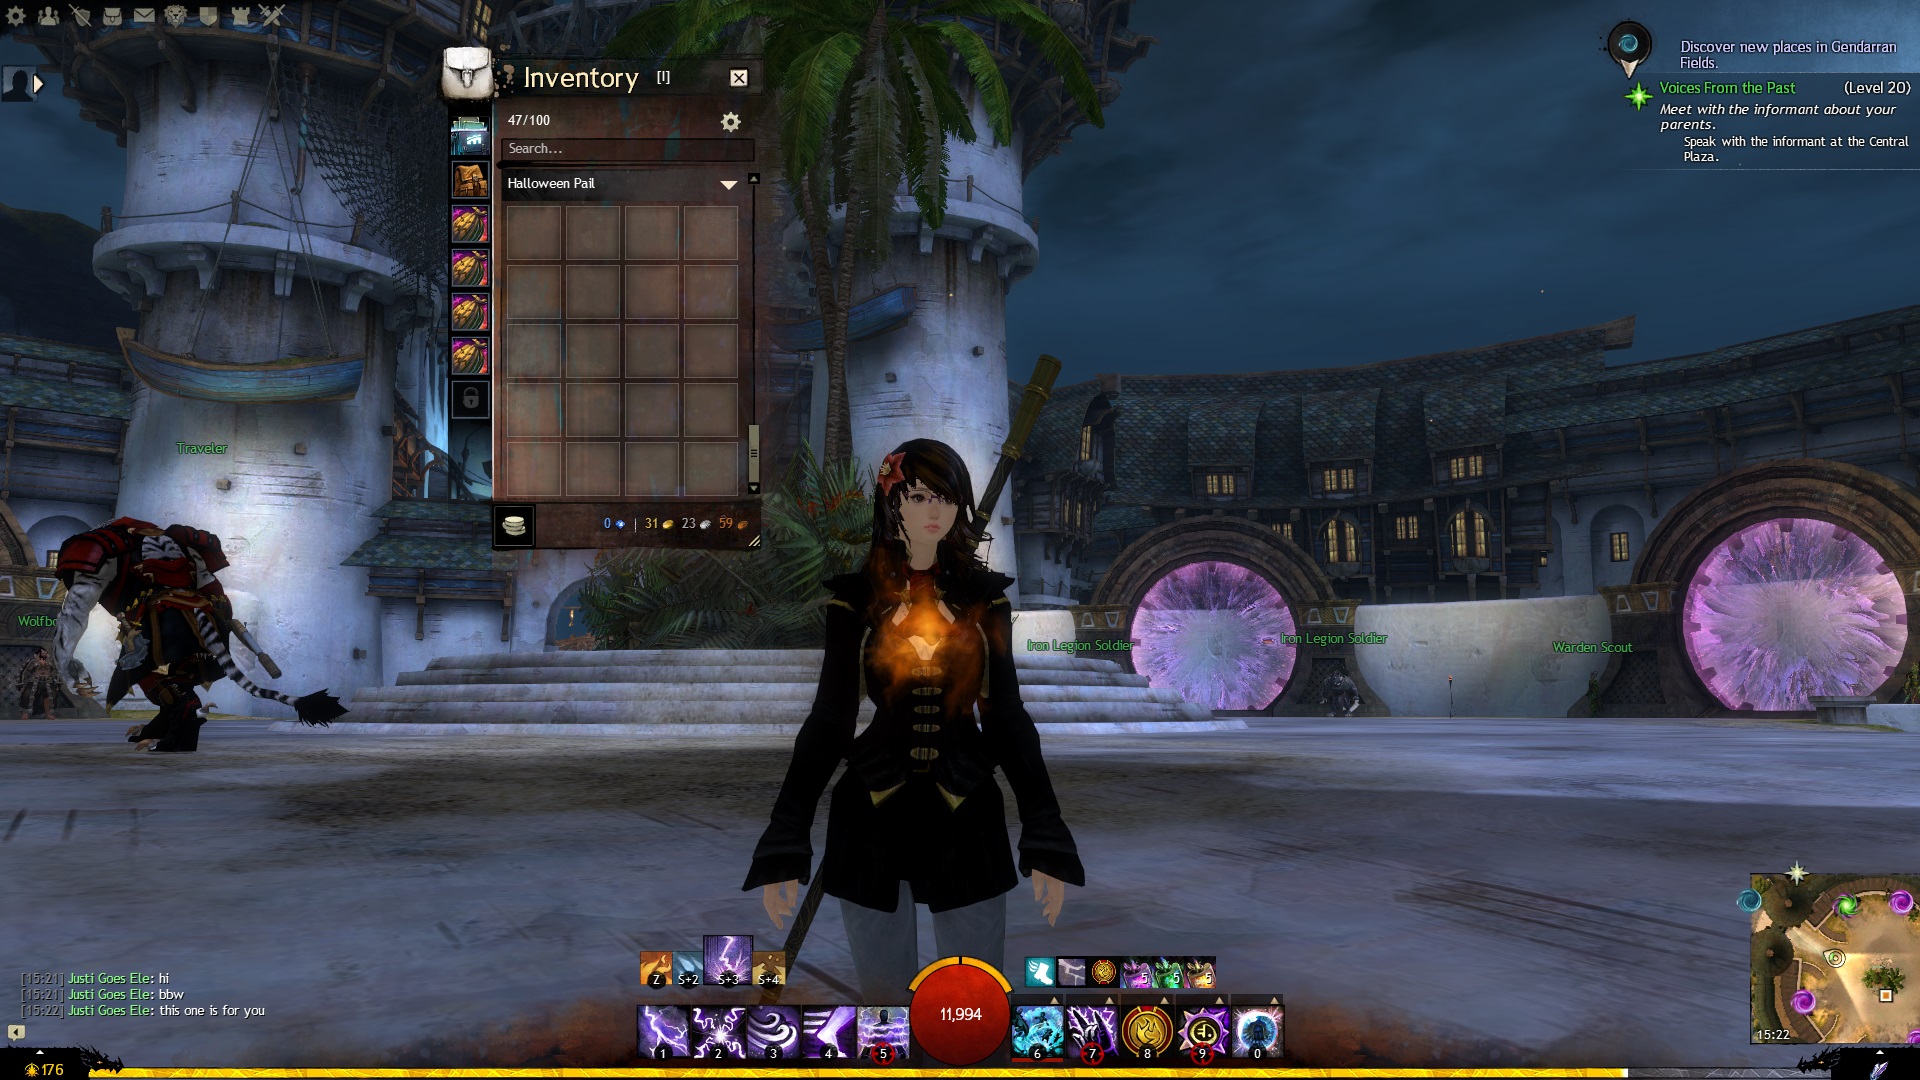 Inventory [I]
47/100
Search...
Halloween Pail
0 | 31 23 59
Discover new places in Gendarran
Fields.
Voices From the Past (Level 20)
Meet with the informant about your
parents.
Speak with the informant at the Central
Plaza.
Traveler
Wolfbo
Iron Legion Soldier
Iron Legion Soldier
Warden Scout
[15:21] Justi Goes Ele: hi
[15:21] Justi Goes Ele: bbw
[15:22] Justi Goes Ele: this one is for you
Z S+2 S+3 S+4
5 5 5
1 2 3 4 5
11,994
6 7 8 9 0
15:22
176